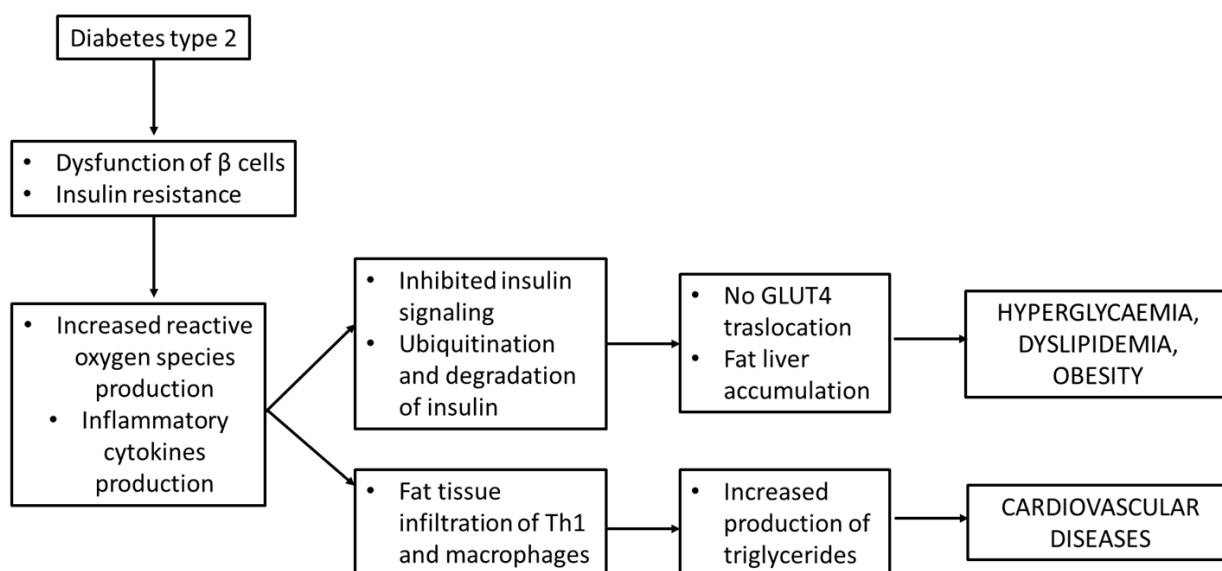 Diabetes type 2
• Dysfunction of β cells
• Insulin resistance
• Increased reactive
oxygen species
production
• Inflammatory
cytokines
production
• Inhibited insulin
signaling
• Ubiquitination
and degradation
of insulin
• No GLUT4
traslocation
• Fat liver
accumulation
HYPERGLYCAEMIA,
DYSLIPIDEMIA,
OBESITY
• Fat tissue
infiltration of Th1
and macrophages
• Increased
production of
triglycerides
CARDIOVASCULAR
DISEASES